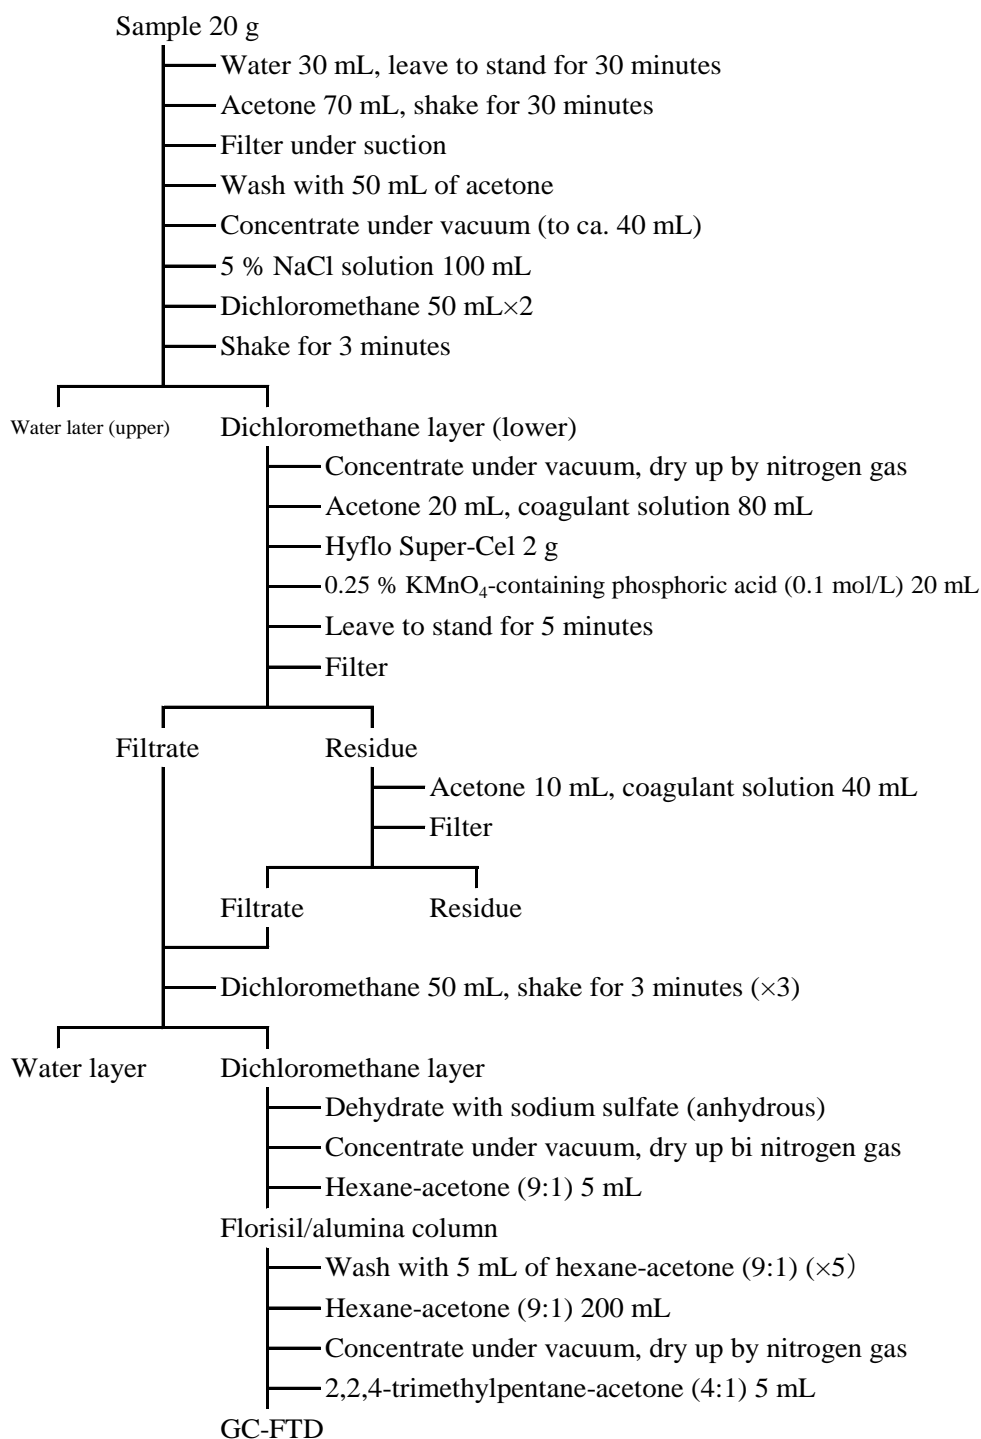 Sample 20 g
Water 30 mL, leave to stand for 30 minutes
Acetone 70 mL, shake for 30 minutes
Filter under suction
Wash with 50 mL of acetone
Concentrate under vacuum (to ca. 40 mL)
5 % NaCl solution 100 mL
Dichloromethane 50 mL×2
Shake for 3 minutes
Water later (upper) Dichloromethane layer (lower)
Concentrate under vacuum, dry up by nitrogen gas
Acetone 20 mL, coagulant solution 80 mL
Hyflo Super-Cel 2 g
0.25 % KMnO₄-containing phosphoric acid (0.1 mol/L) 20 mL
Leave to stand for 5 minutes
Filter
Filtrate Residue
Acetone 10 mL, coagulant solution 40 mL
Filter
Filtrate Residue
Dichloromethane 50 mL, shake for 3 minutes (×3)
Water layer Dichloromethane layer
Dehydrate with sodium sulfate (anhydrous)
Concentrate under vacuum, dry up bi nitrogen gas
Hexane-acetone (9:1) 5 mL
Florisil/alumina column
Wash with 5 mL of hexane-acetone (9:1) (×5)
Hexane-acetone (9:1) 200 mL
Concentrate under vacuum, dry up by nitrogen gas
2,2,4-trimethylpentane-acetone (4:1) 5 mL
GC-FTD